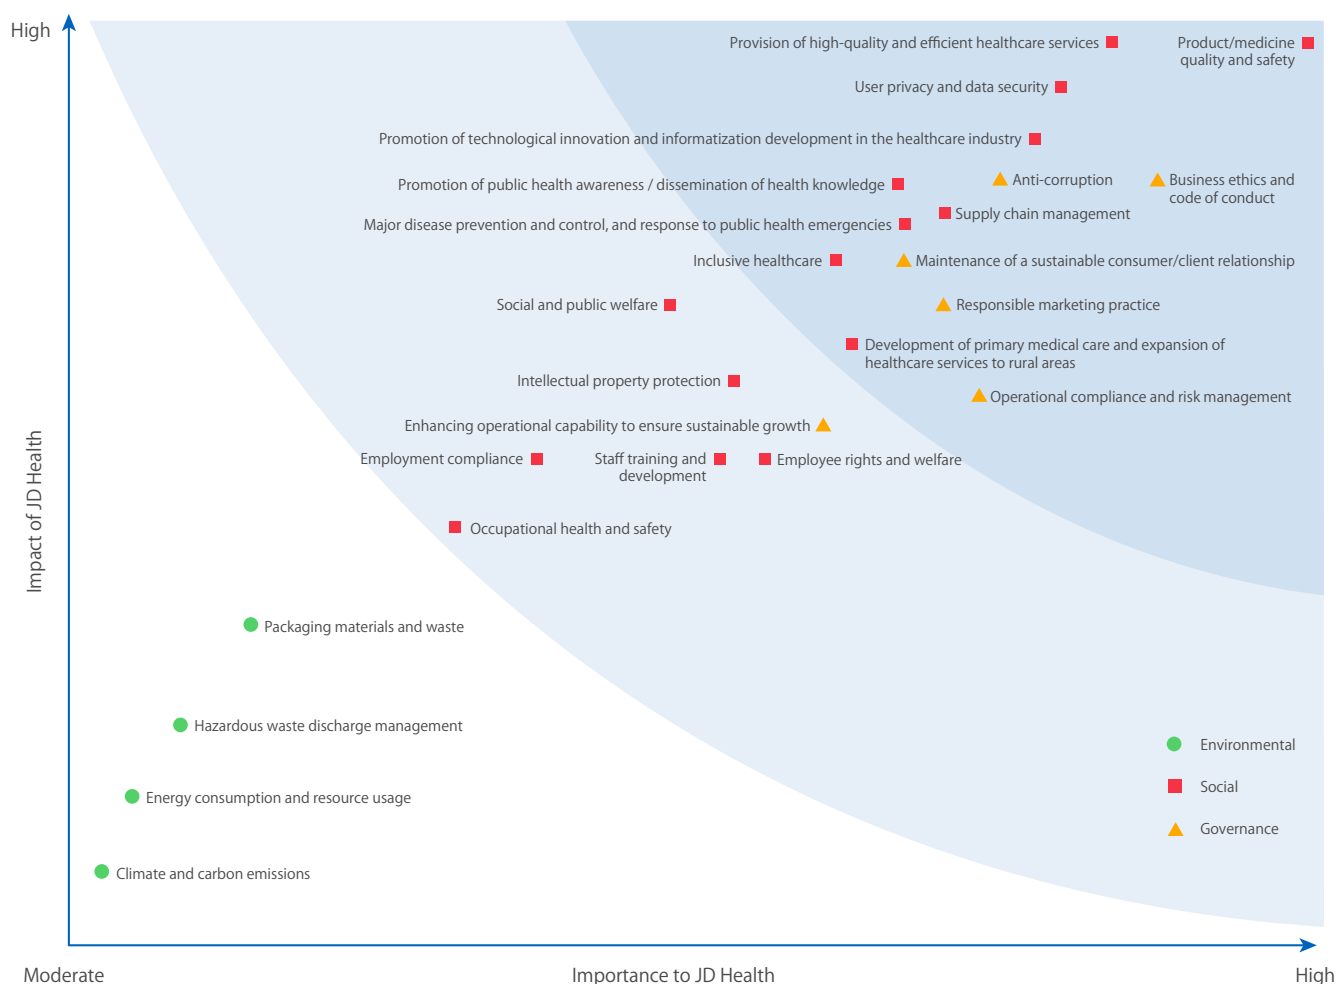 High
Provision of high-quality and efficient healthcare services
Product/medicine
quality and safety
User privacy and data security
Promotion of technological innovation and informatization development in the healthcare industry
Promotion of public health awareness / dissemination of health knowledge
Anti-corruption
Business ethics and
code of conduct
Supply chain management
Major disease prevention and control, and response to public health emergencies
Inclusive healthcare
Maintenance of a sustainable consumer/client relationship
Social and public welfare
Responsible marketing practice
Development of primary medical care and expansion of
healthcare services to rural areas
Intellectual property protection
Operational compliance and risk management
Enhancing operational capability to ensure sustainable growth
Employment compliance
Staff training and
development
Employee rights and welfare
Occupational health and safety
Impact of JD Health
Packaging materials and waste
Hazardous waste discharge management
Energy consumption and resource usage
Climate and carbon emissions
Environmental
Social
Governance
Moderate
Importance to JD Health
High